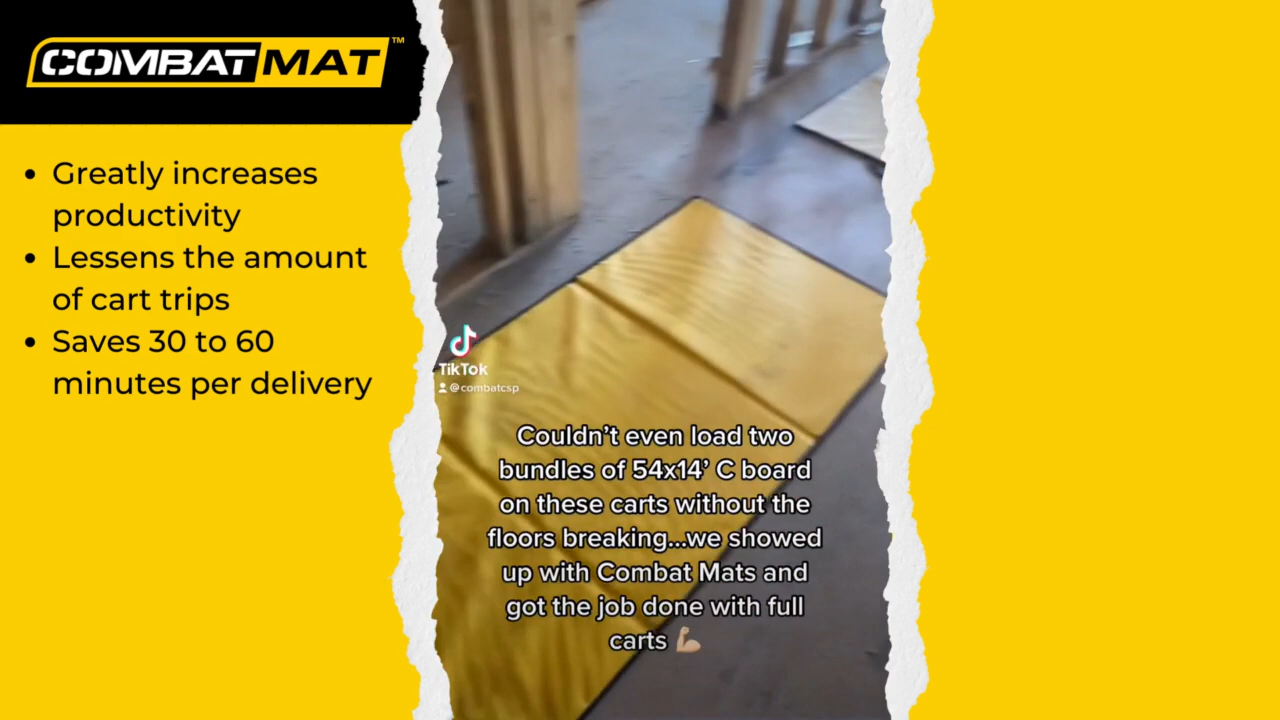 COMBAT MAT™
• Greatly increases
productivity
• Lessens the amount
of cart trips
• Saves 30 to 60
minutes per delivery
TikTok
@combatcsp
Couldn't even load two
bundles of 54x14' C board
on these carts without the
floors breaking...we showed
up with Combat Mats and
got the job done with full
carts 💪🏼